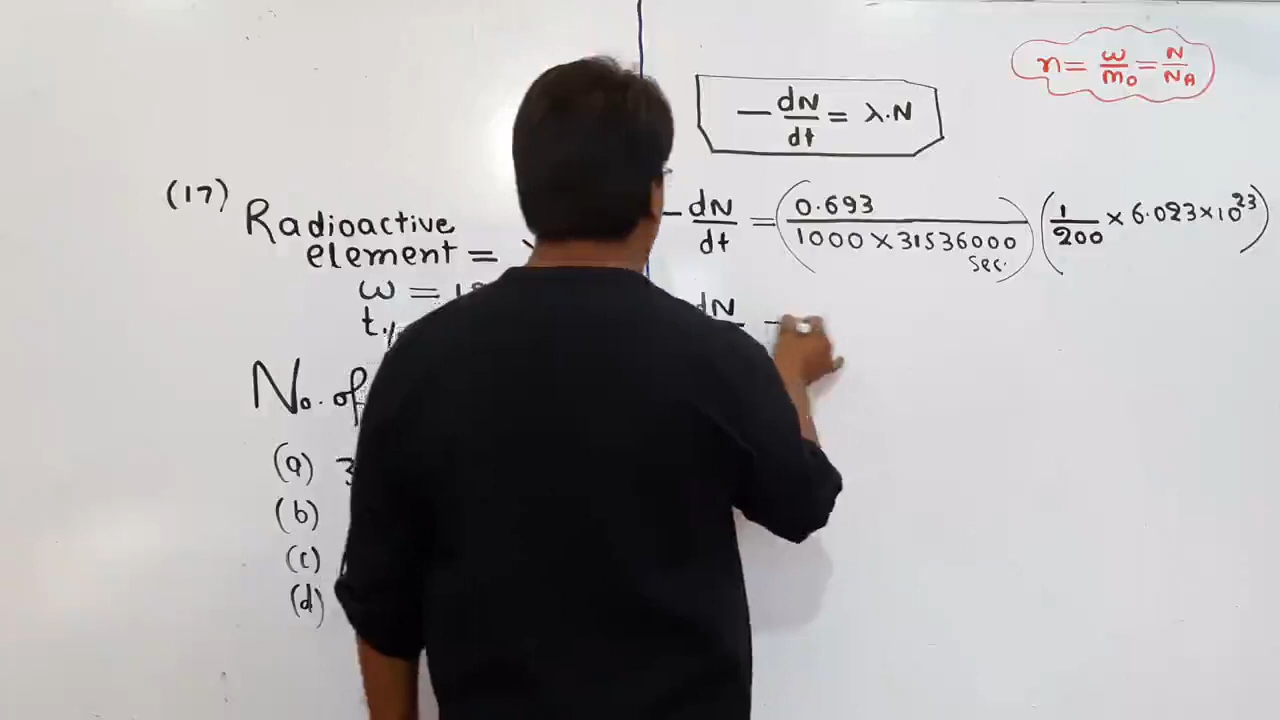 n = w/m₀ = N/N_A
-dN/dt = λ.N
(17) Radioactive
element =
w = 1
t
No. of
(a) 3
(b)
(c)
(d)
-dN/dt = (0.693/1000 × 31536000 sec.) (1/200 × 6.023 × 10²³)
dN